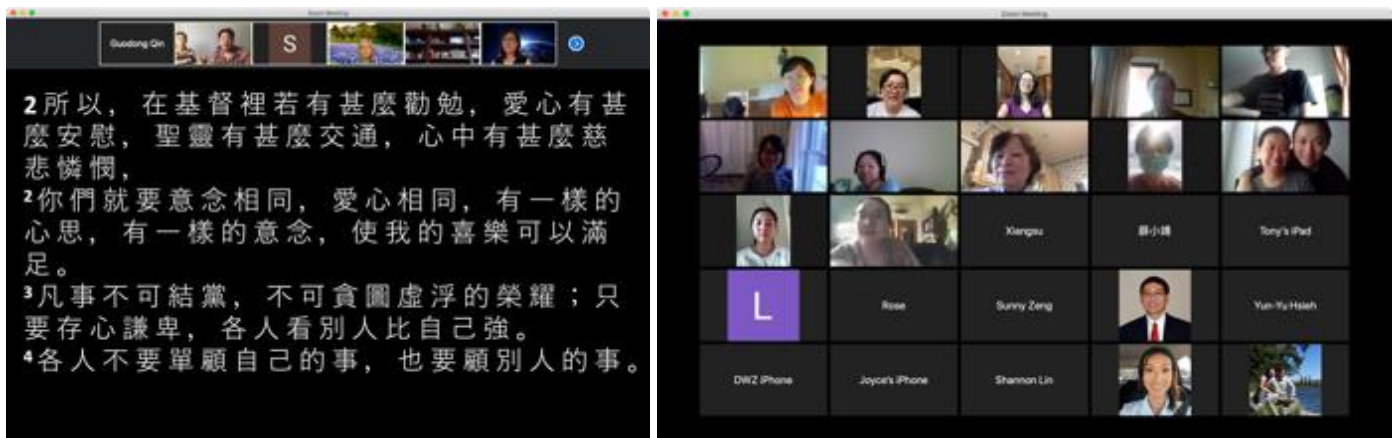 Zoom Meeting
Guodong Qin
S
2所以，在基督裡若有甚麼勸勉，愛心有甚
麼安慰，聖靈有甚麼交通，心中有甚麼慈
悲憐憫，
²你們就要意念相同，愛心相同，有一樣的
心思，有一樣的意念，使我的喜樂可以滿
足。
³凡事不可結黨，不可貪圖虛浮的榮耀；只
要存心謙卑，各人看別人比自己強。
⁴各人不要單顧自己的事，也要顧別人的事。
Zoom Meeting
Xiangsu
Tony's iPad
L
Rose
Sunny Zeng
Yun-Yu Hsieh
DWZ iPhone
Joyce's iPhone
Shannon Lin